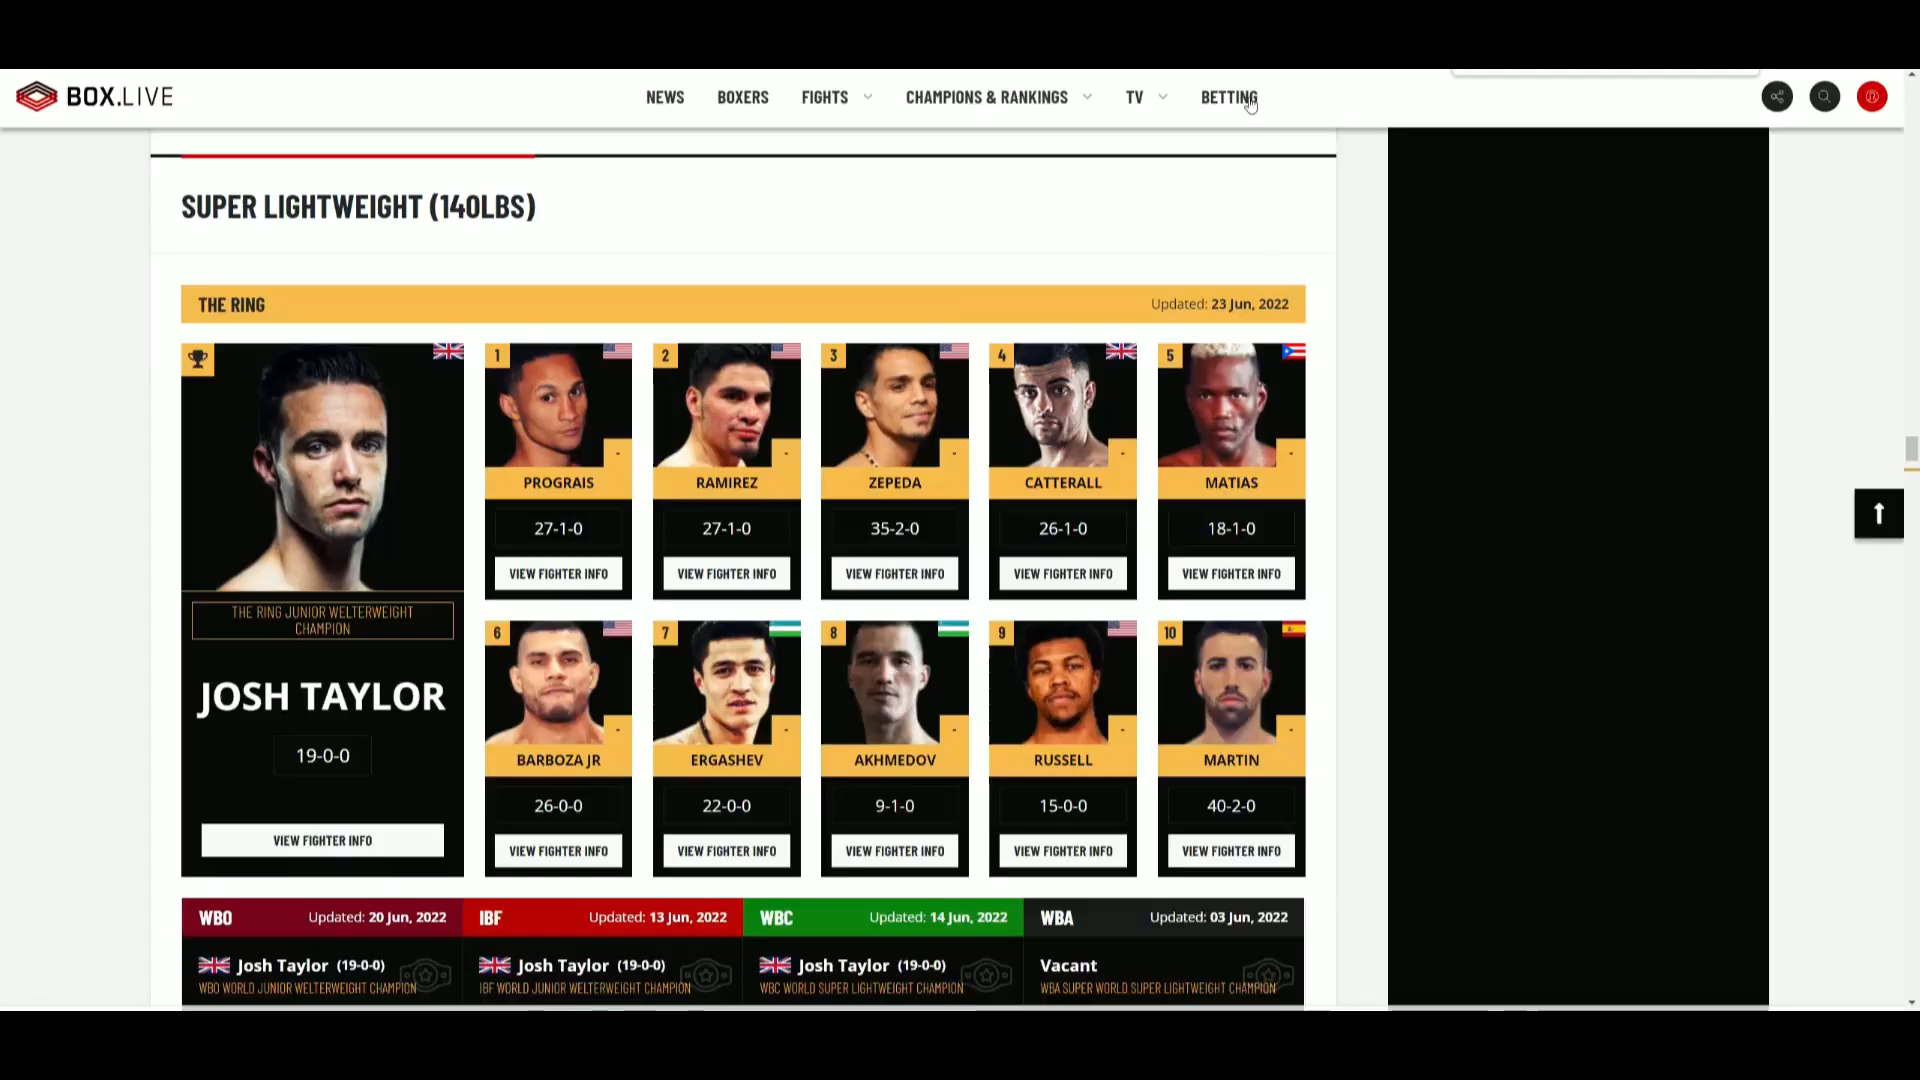 BOX.LIVE
NEWS BOXERS FIGHTS CHAMPIONS & RANKINGS TV BETTING
SUPER LIGHTWEIGHT (140LBS)
THE RING Updated: 23 Jun, 2022
1 2 3 4 5
PROGRAIS RAMIREZ ZEPEDA CATTERALL MATIAS
27-1-0 27-1-0 35-2-0 26-1-0 18-1-0
VIEW FIGHTER INFO VIEW FIGHTER INFO VIEW FIGHTER INFO VIEW FIGHTER INFO VIEW FIGHTER INFO
THE RING JUNIOR WELTERWEIGHT
CHAMPION
JOSH TAYLOR
19-0-0
VIEW FIGHTER INFO
6 7 8 9 10
BARBOZA JR ERGASHEV AKHMEDOV RUSSELL MARTIN
26-0-0 22-0-0 9-1-0 15-0-0 40-2-0
VIEW FIGHTER INFO VIEW FIGHTER INFO VIEW FIGHTER INFO VIEW FIGHTER INFO VIEW FIGHTER INFO
WBO Updated: 20 Jun, 2022 IBF Updated: 13 Jun, 2022 WBC Updated: 14 Jun, 2022 WBA Updated: 03 Jun, 2022
Josh Taylor (19-0-0) Josh Taylor (19-0-0) Josh Taylor (19-0-0) Vacant
WBO WORLD JUNIOR WELTERWEIGHT CHAMPION IBF WORLD JUNIOR WELTERWEIGHT CHAMPION WBC WORLD SUPER LIGHTWEIGHT CHAMPION WBA SUPER WORLD SUPER LIGHTWEIGHT CHAMPION